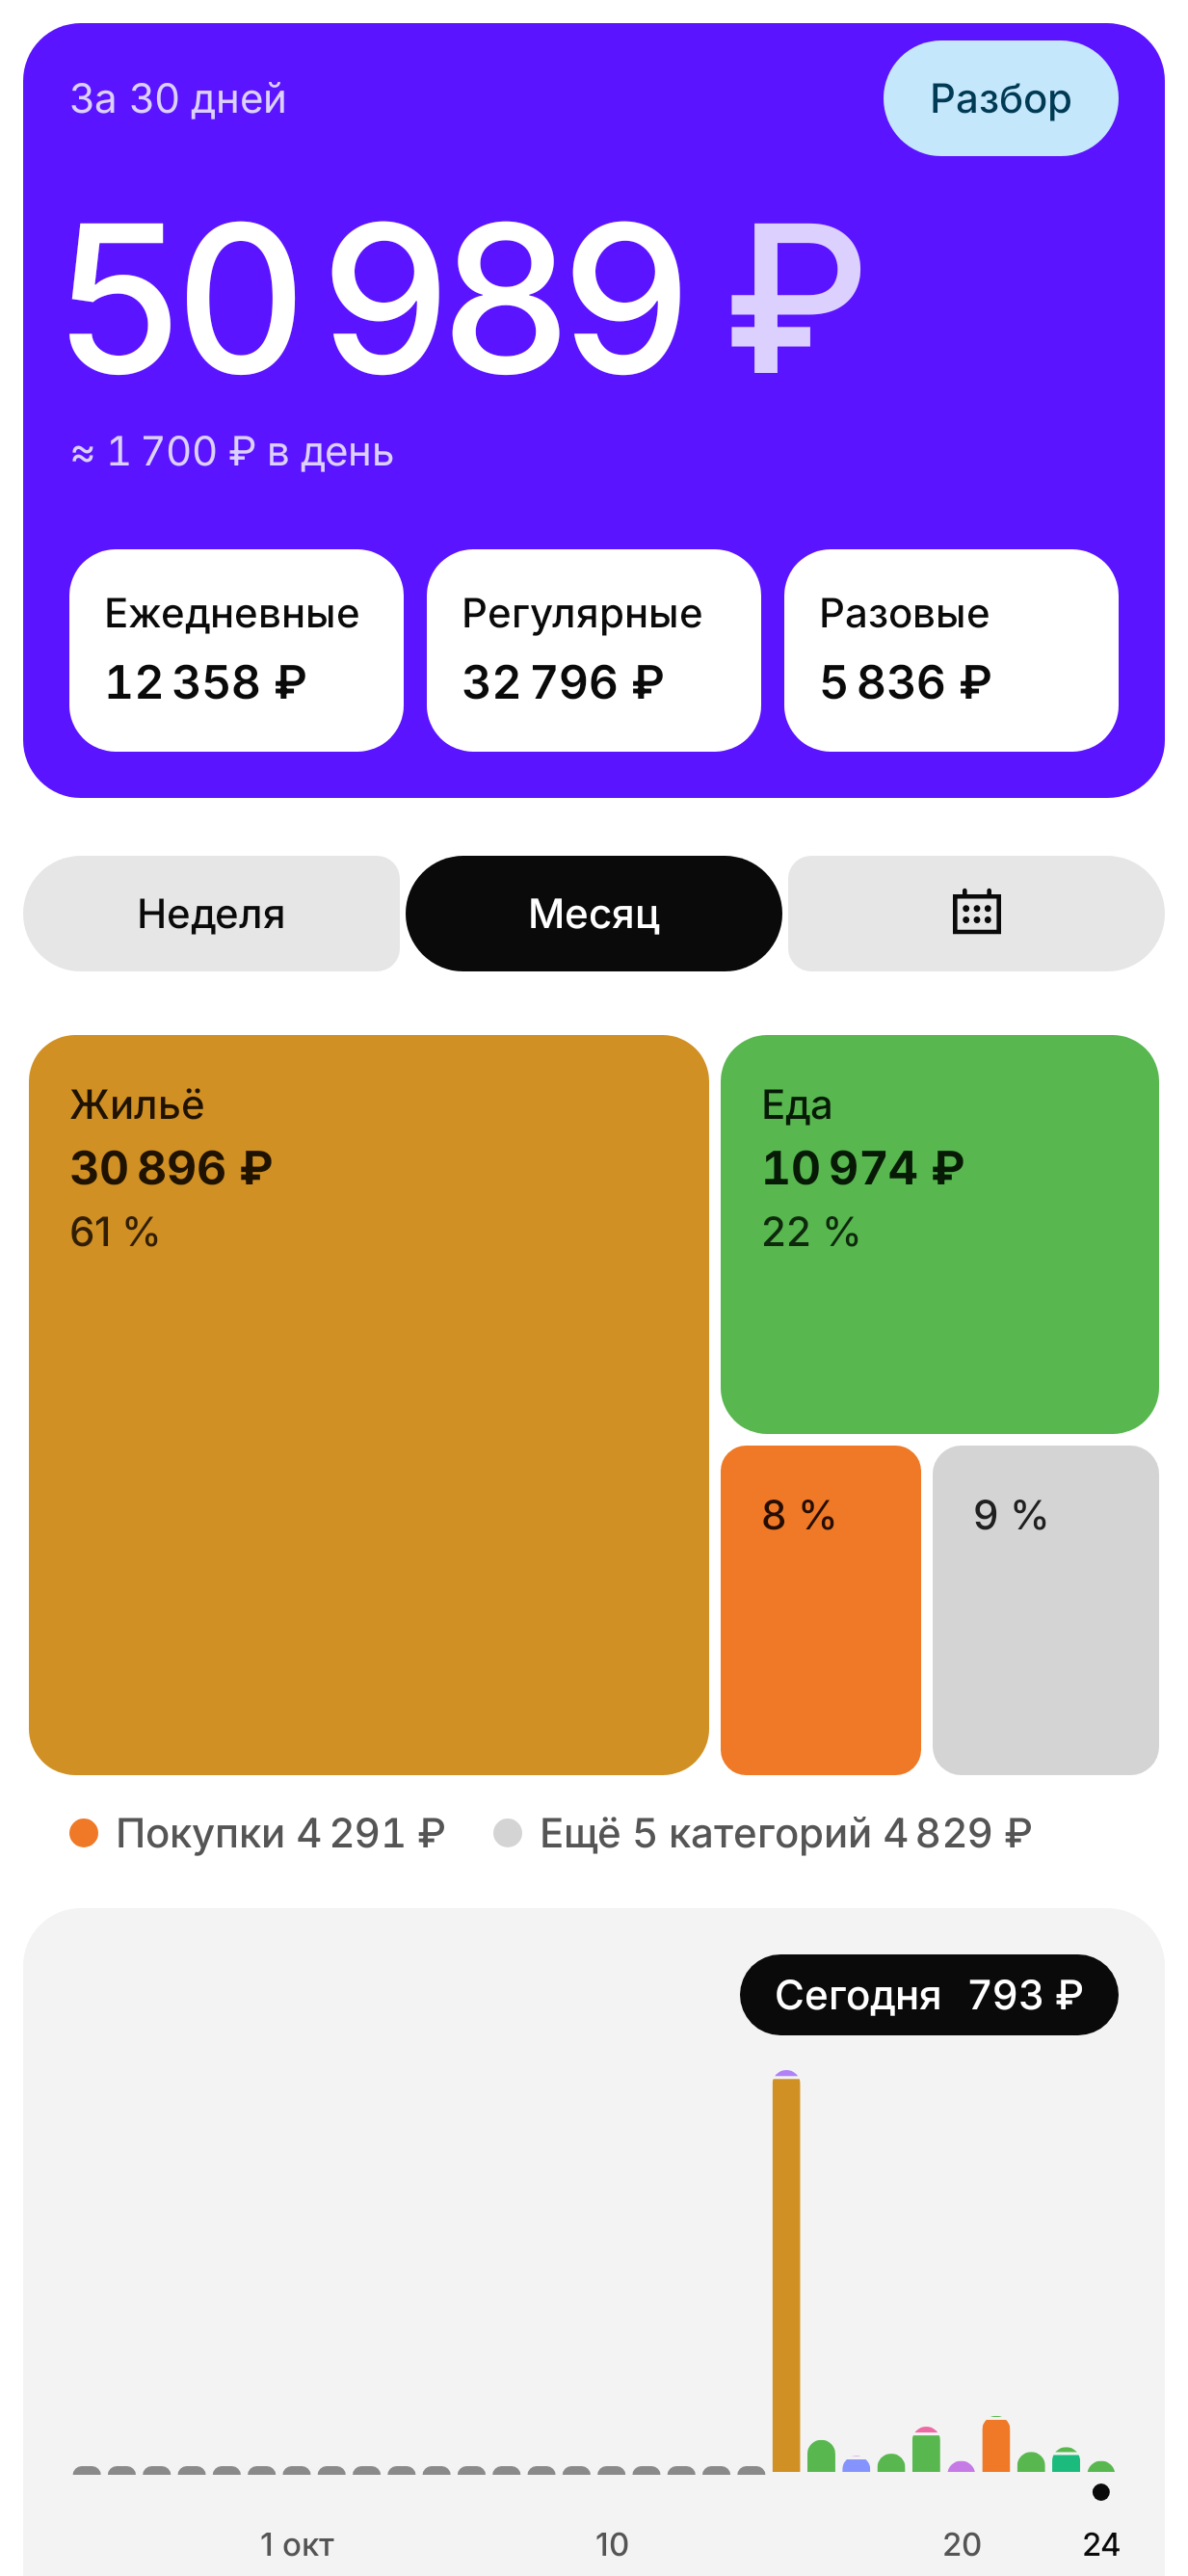 За 30 дней
Разбор
50 989 ₽
≈ 1 700 ₽ в день
Ежедневные
12 358 ₽
Регулярные
32 796 ₽
Разовые
5 836 ₽
Неделя
Месяц
Жильё
30 896 ₽
61 %
Еда
10 974 ₽
22 %
8 %
9 %
Покупки 4 291 ₽
Ещё 5 категорий 4 829 ₽
Сегодня 793 ₽
1 окт
10
20
24